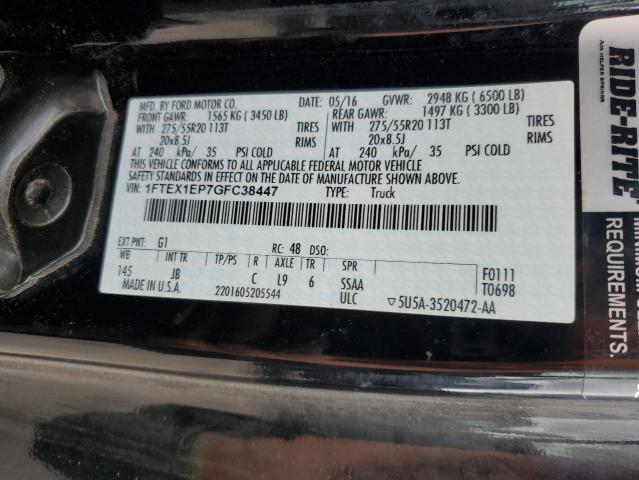 MFD. BY FORD MOTOR CO. 05/16 GVWR: 2948 KG ( 6500 LB)
FRONT GAWR: 1565 KG ( 3450 LB) REAR GAWR: 1497 KG ( 3300 LB)
WITH 275/55R20 113T TIRES WITH 275/55R20 113T TIRES
20x8.5J RIMS 20x8.5J RIMS
AT 240 kPa/ 35 PSI COLD AT 240 kPa/ 35 PSI COLD
THIS VEHICLE CONFORMS TO ALL APPLICABLE FEDERAL MOTOR VEHICLE
SAFETY STANDARDS IN EFFECT ON THE DATE OF MANUFACTURE SHOWN ABOVE.
VIN: 1FTEX1EP7GFC38447 TYPE: Truck
EXT PNT: G1 RC: 48 DSO:
WB INT TR TP/PS R AXLE TR SPR F0111
145 JB C L9 6 SSAA T0698
MADE IN U.S.A. 2201605205544 ULC 5U5A-3520472-AA
RIDE-RITE
AIR HELPER SPRINGS
REQUIREMENTS.